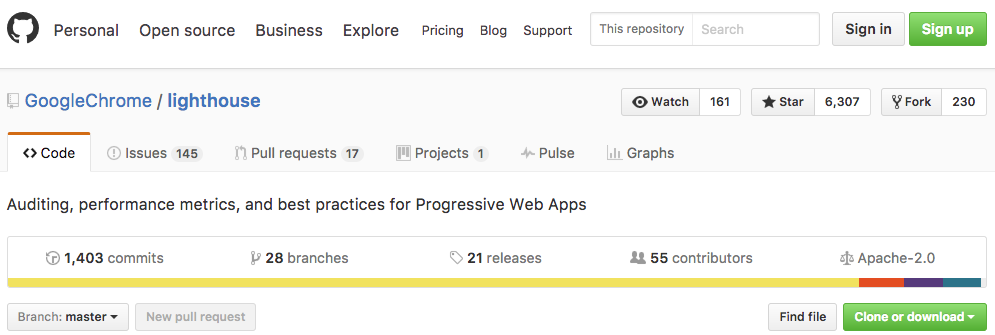 Personal Open source Business Explore Pricing Blog Support This repository Search Sign in Sign up
GoogleChrome / lighthouse Watch 161 Star 6,307 Fork 230
Code Issues 145 Pull requests 17 Projects 1 Pulse Graphs
Auditing, performance metrics, and best practices for Progressive Web Apps
1,403 commits 28 branches 21 releases 55 contributors Apache-2.0
Branch: master New pull request Find file Clone or download